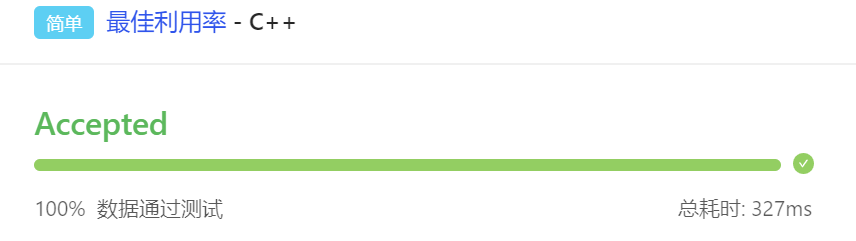 简单 最佳利用率 - C++
Accepted
100% 数据通过测试 总耗时: 327ms